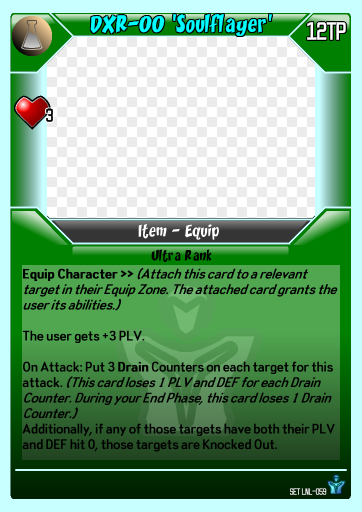 DXR-00 'Soulflayer'
12TP
3
Item - Equip
Ultra Rank
Equip Character >> (Attach this card to a relevant
target in their Equip Zone. The attached card grants the
user its abilities.)
The user gets +3 PLV.
On Attack: Put 3 Drain Counters on each target for this
attack. (This card loses 1 PLV and DEF for each Drain
Counter. During your End Phase, this card loses 1 Drain
Counter.)
Additionally, if any of those targets have both their PLV
and DEF hit 0, those targets are Knocked Out.
SET LNL-059